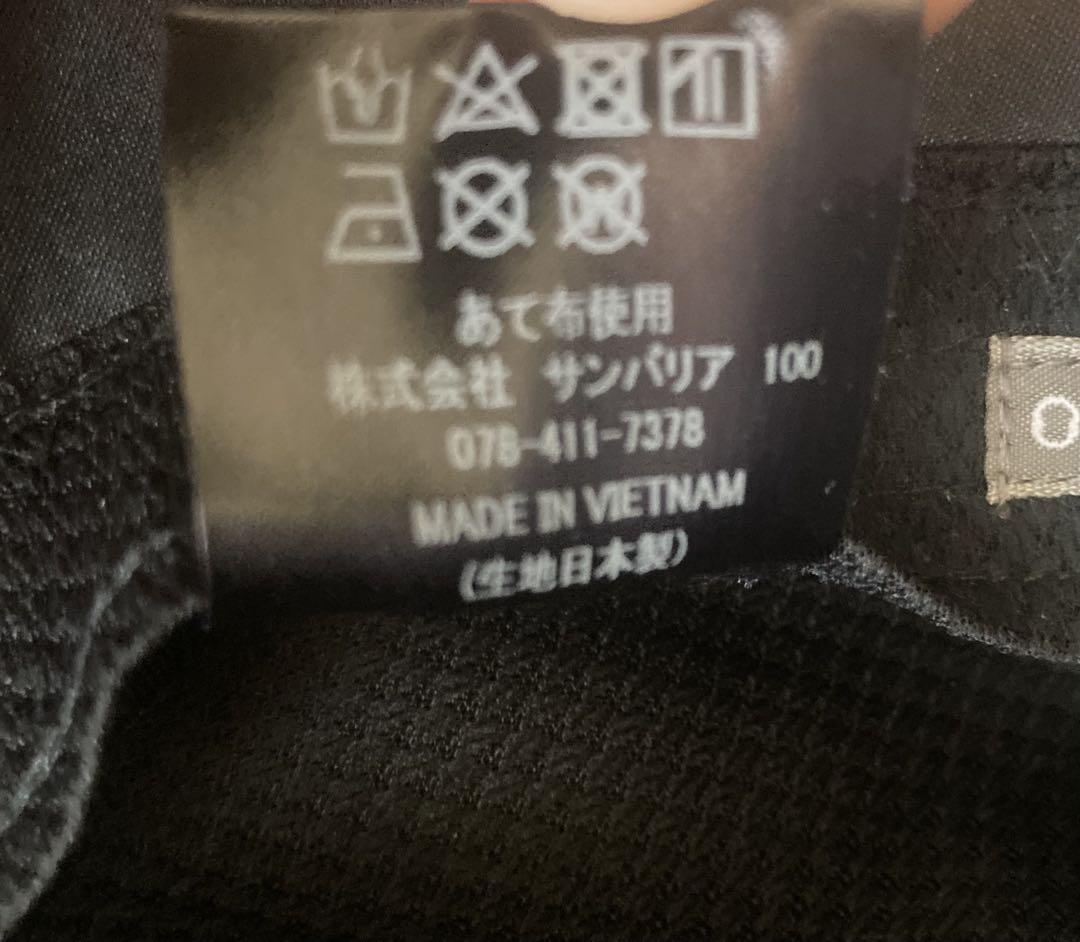 あて布使用
株式会社 サンバリア 100
078-411-7378
MADE IN VIETNAM
(生地日本製)
O